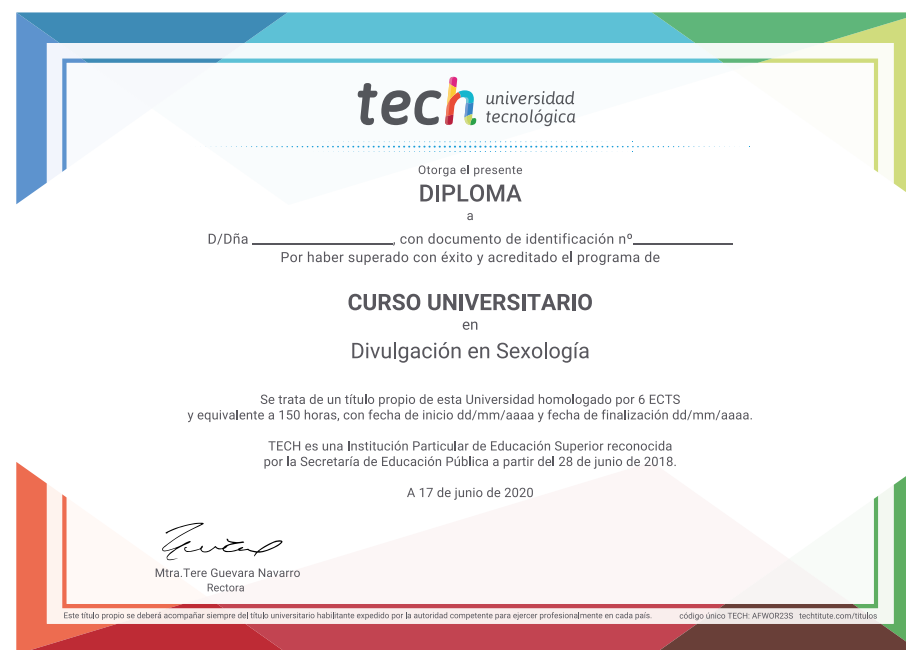 tech universidad
tecnológica
Otorga el presente
DIPLOMA
a
D/Dña ____________________, con documento de identificación nº______________
Por haber superado con éxito y acreditado el programa de
CURSO UNIVERSITARIO
en
Divulgación en Sexología
Se trata de un título propio de esta Universidad homologado por 6 ECTS
y equivalente a 150 horas, con fecha de inicio dd/mm/aaaa y fecha de finalización dd/mm/aaaa.
TECH es una Institución Particular de Educación Superior reconocida
por la Secretaría de Educación Pública a partir del 28 de junio de 2018.
A 17 de junio de 2020
Mtra.Tere Guevara Navarro
Rectora
Este título propio se deberá acompañar siempre del título universitario habilitante expedido por la autoridad competente para ejercer profesionalmente en cada país. código único TECH: AFWOR23S techtitute.com/titulos